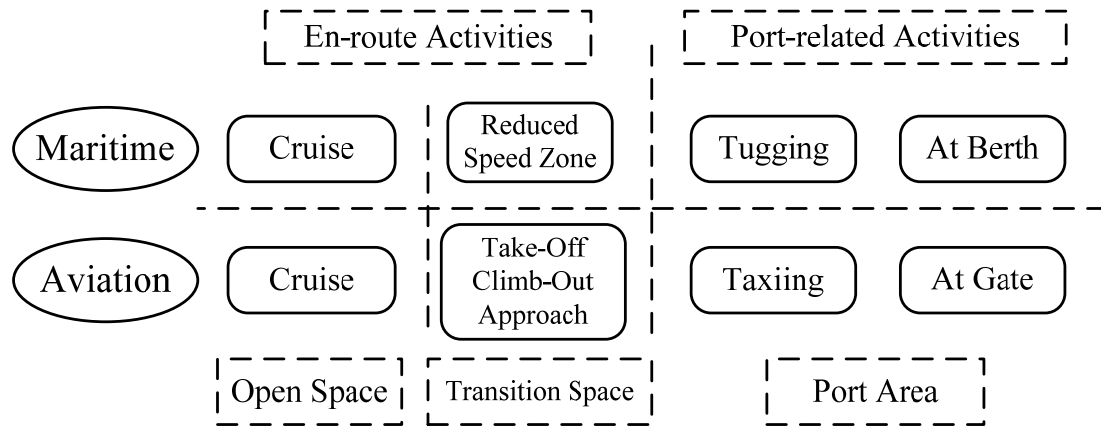 En-route Activities
Port-related Activities
Maritime
Cruise
Reduced
Speed Zone
Tugging
At Berth
Aviation
Cruise
Take-Off
Climb-Out
Approach
Taxiing
At Gate
Open Space
Transition Space
Port Area